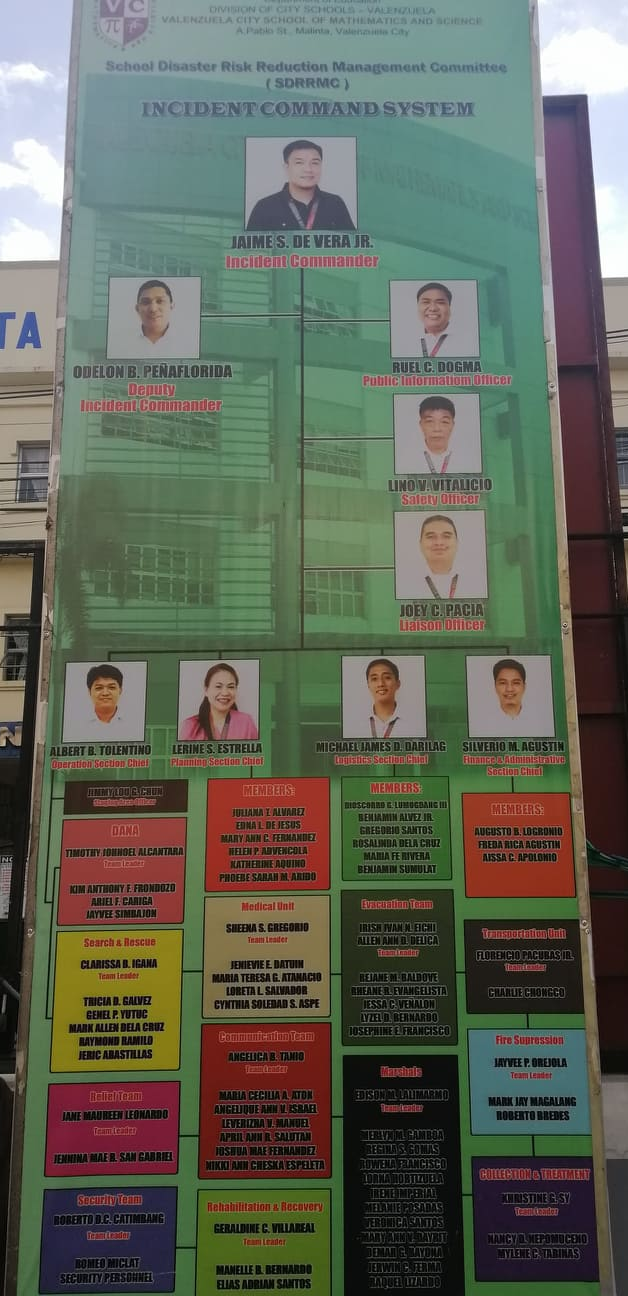 VC
π
Department of Education
DIVISION OF CITY SCHOOLS – VALENZUELA
VALENZUELA CITY SCHOOL OF MATHEMATICS AND SCIENCE
A.Pablo St., Malinta, Valenzuela City
School Disaster Risk Reduction Management Committee
( SDRRMC )
INCIDENT COMMAND SYSTEM
JAIME S. DE VERA JR.
Incident Commander
TA
ODELON B. PEÑAFLORIDA
Deputy
Incident Commander
RUEL C. DOGMA
Public Informatiom Officer
LINO V. VITALICIO
Safety Officer
JOEY C. PACIA
Liaison Officer
ALBERT B. TOLENTINO
Operation Section Chief
LERINE S. ESTRELLA
Planning Section Chief
MICHAEL JAMES D. DARILAG
Logistics Section Chief
SILVERIO M. AGUSTIN
Finance & Administrative
Section Chief
JIMMY LOU G. CHUN
Staging Area Officer
DANA
TIMOTHY JOHNOEL ALCANTARA
Team Leader
KIM ANTHONY F. FRONDOZO
ARIEL F. CARIGA
JAYVEE SIMBAJON
Search & Rescue
CLARISSA B. IGANA
Team Leader
TRICIA D. GALVEZ
GENEL P. YUTUC
MARK ALLEN DELA CRUZ
RAYMOND RAMILO
JERIC ABASTILLAS
Relief Team
JANE MAUREEN LEONARDO
Team Leader
JENNINA MAE R. SAN GABRIEL
Security Team
ROBERTO D.C. CATIMBANG
Team Leader
ROMEO MICLAT
SECURITY PERSONNEL
MEMBERS:
JULIANA T. ALVAREZ
EDNA L. DE JESUS
MARY ANN C. FERNANDEZ
HELEN P. ADVENCOLA
KATHERINE AQUINO
PHOEBE SARAH M. ARIDO
Medical Unit
SHEENA S. GREGORIO
Team Leader
JENIEVIE E. DATUIN
MARIA TERESA G. ATANACIO
LORETA L. SALVADOR
CYNTHIA SOLEDAD S. ASPE
Communication Team
ANGELICA B. TANIO
Team Leader
MARIA CECILIA A. ATON
ANGELIQUE ANN V. ISRAEL
LEVERIZHA V. MANUEL
APRIL ANN R. SALUTAN
JOSHUA MAE FERNANDEZ
NIKKI ANN CHESKA ESPELETA
Rehabilitation & Recovery
GERALDINE C. VILLAREAL
Team Leader
MANELLE B. BERNARDO
ELIAS ADRIAN SANTOS
MEMBERS:
DIOSCORRO G. LUMOGDANG III
BENJAMIN ALVEZ JR.
GREGORIO SANTOS
ROSALINDA DELA CRUZ
MARIA FE RIVERA
BENJAMIN SUMULAT
Evacuation Team
IRISH IVAN N. EICHI
ALLEN ANN D. DELICA
Team Leader
REJANE M. BALDOVE
RHEANE R. EVANGELISTA
JESSA C. VENALON
LYZEL D. BERNARDO
JOSEPHINE E. FRANCISCO
Marshals
EDISON M. LALIMARMO
Team Leader
MERLYN M. GAMBOA
REGINA S. GOMAS
ROWENA FRANCISCO
IRENE IMPERIAL
MELANIE POSADAS
VERONICA SANTOS
MARY ANN V. DAYRIT
DEMAR G. RAYONA
JERWIN C. FERMA
RAQUEL LIZARDO
MEMBERS:
AUGUSTO B. LOGRONIO
FREDA RICA AGUSTIN
AISSA C. APOLONIO
Transportation Unit
FLORENCIO PACUBAS JR.
Team Leader
CHARLIE CHONGCO
Fire Supression
JAYVEE P. OREJOLA
Team Leader
MARK JAY MAGALANG
ROBERTO BREDES
COLLECTION & TREATMENT
KHRISTINE G. SY
Team Leader
NANCY D. NEPOMUCENO
MYLENE C. TARINAS